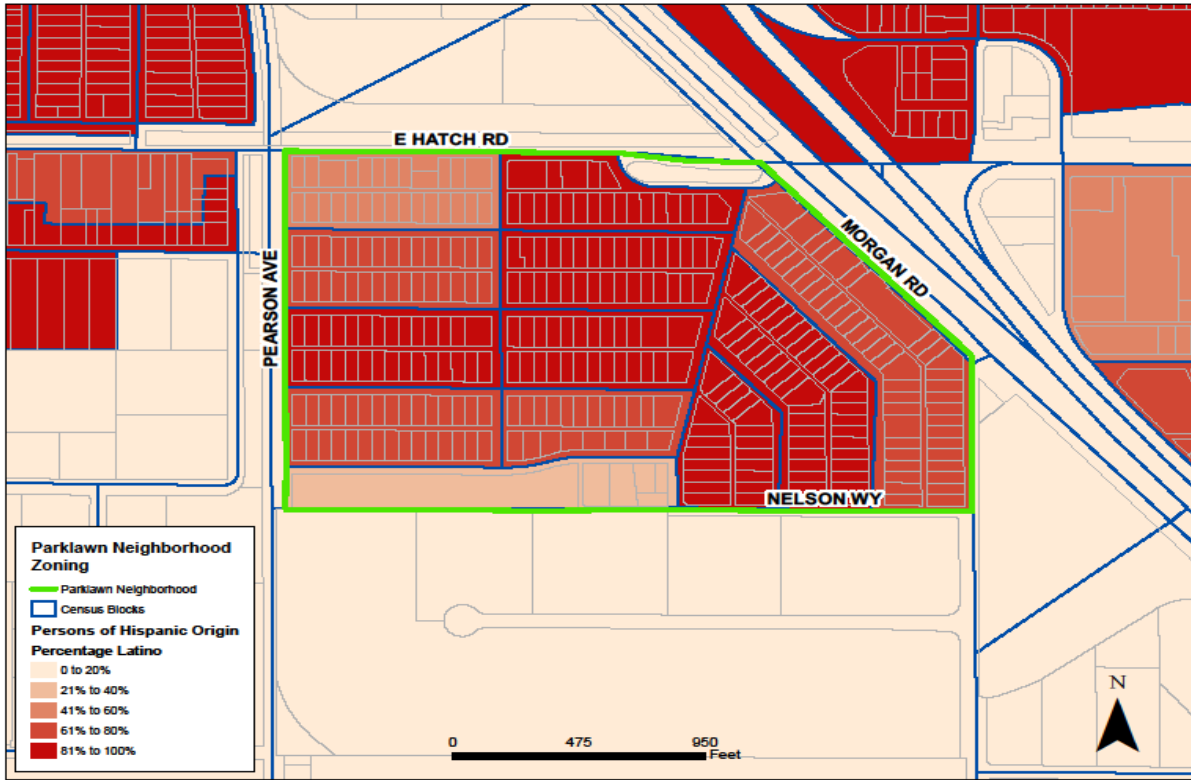 E HATCH RD
MORGAN RD
PEARSON AVE
NELSON WY
Parklawn Neighborhood
Zoning
Parklawn Neighborhood
Census Blocks
Persons of Hispanic Origin
Percentage Latino
0 to 20%
21% to 40%
41% to 60%
61% to 80%
81% to 100%
0 475 950
Feet
N